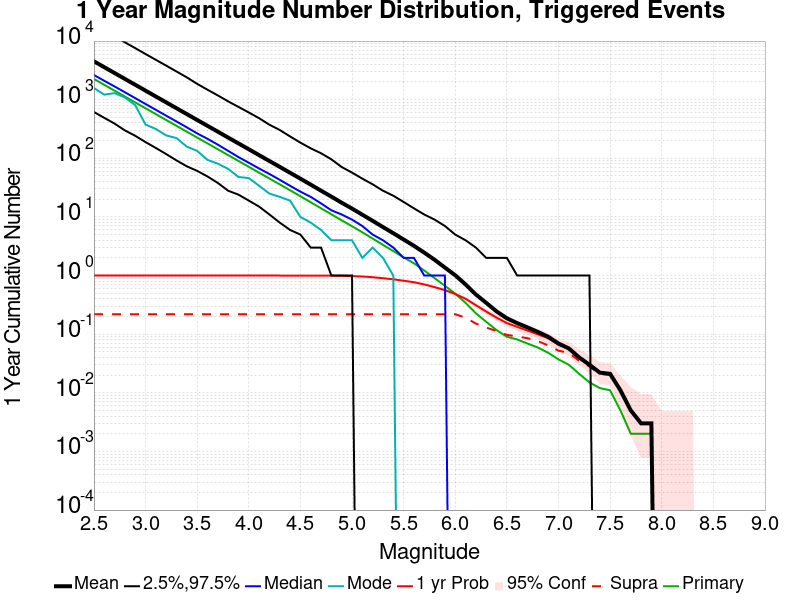 1 Year Magnitude Number Distribution, Triggered Events
1 Year Cumulative Number
10^4
10^3
10^2
10^1
10^0
10^-1
10^-2
10^-3
10^-4
2.5 3.0 3.5 4.0 4.5 5.0 5.5 6.0 6.5 7.0 7.5 8.0 8.5 9.0
Magnitude
Mean 2.5%,97.5% Median Mode 1 yr Prob 95% Conf Supra Primary